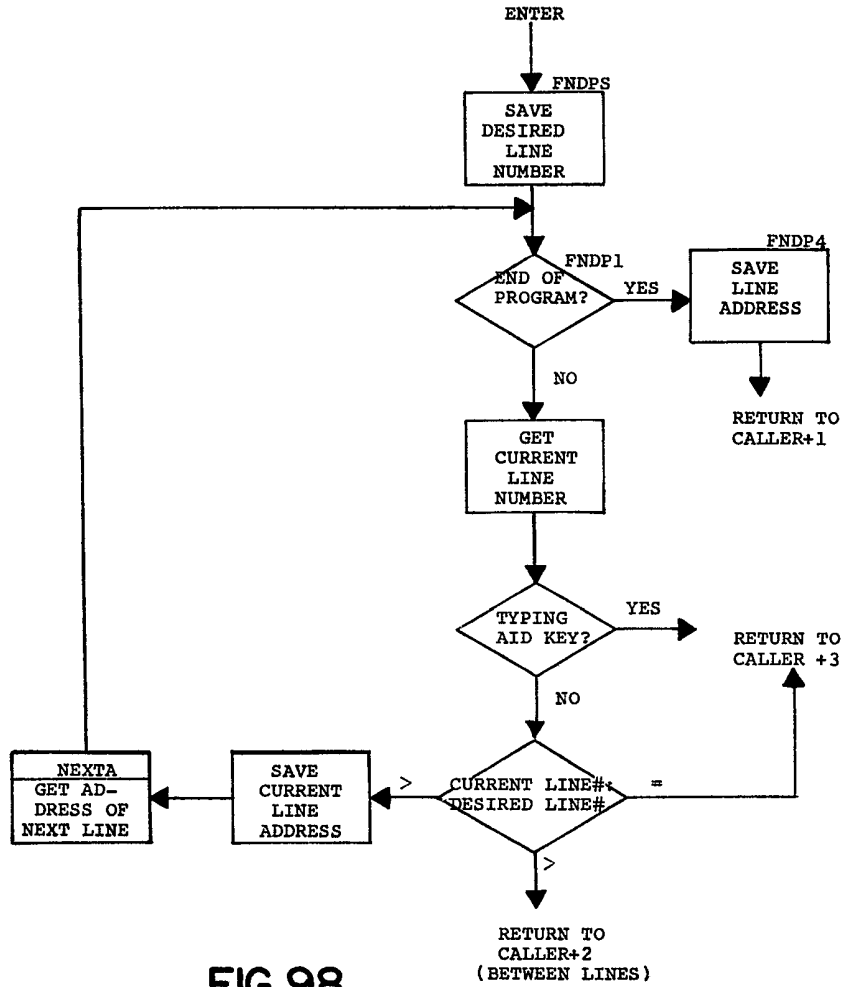 ENTER
FNDPS
SAVE
DESIRED
LINE
NUMBER
FNDP1
END OF
PROGRAM?
YES
FNDP4
SAVE
LINE
ADDRESS
NO
RETURN TO
CALLER+1
GET
CURRENT
LINE
NUMBER
TYPING
AID KEY?
YES
RETURN TO
CALLER +3
NO
NEXTA
GET AD-
DRESS OF
NEXT LINE
SAVE
CURRENT
LINE
ADDRESS
>
CURRENT LINE#:
DESIRED LINE#
=
>
RETURN TO
CALLER+2
(BETWEEN LINES)
FIG 98